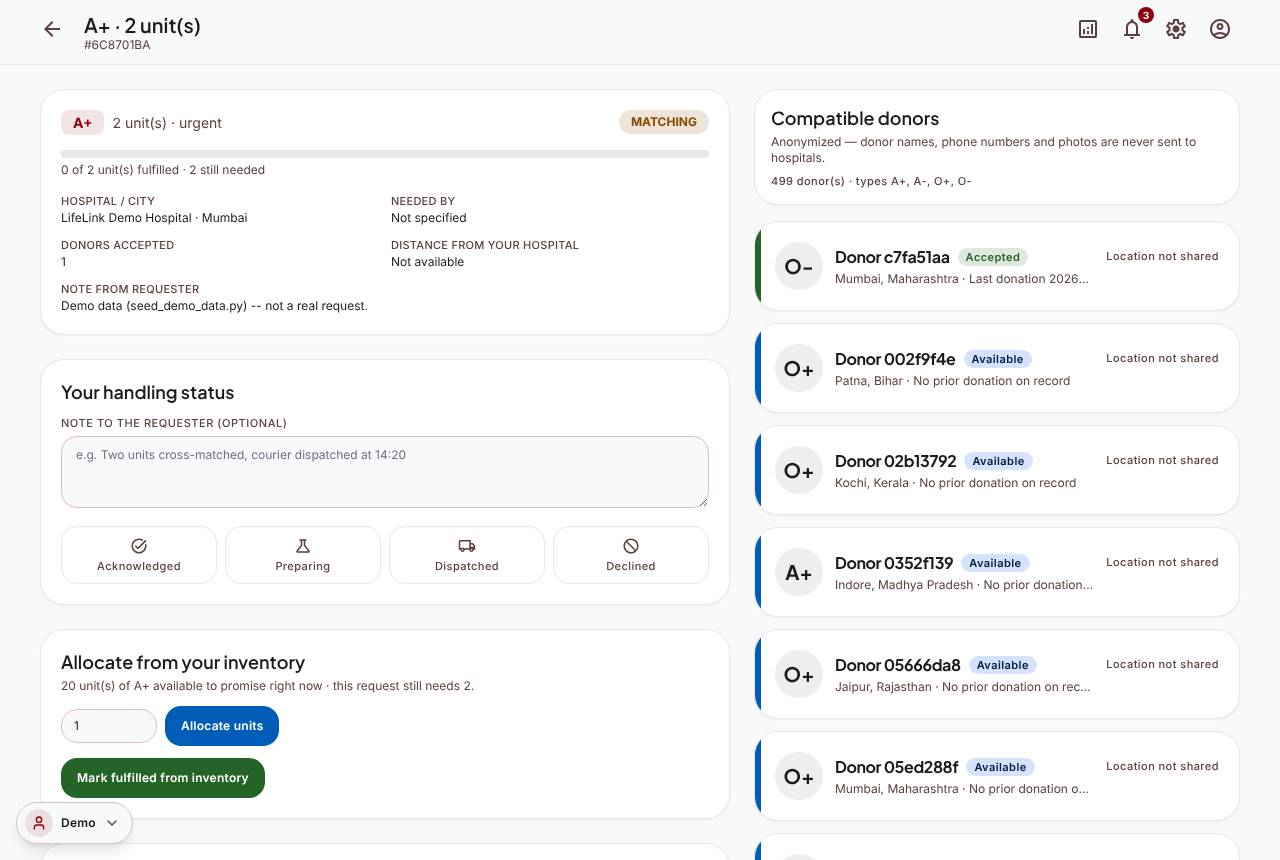 A+ · 2 unit(s)
#6C8701BA
3
A+
2 unit(s) · urgent
MATCHING
0 of 2 unit(s) fulfilled · 2 still needed
HOSPITAL / CITY
LifeLink Demo Hospital · Mumbai
NEEDED BY
Not specified
DONORS ACCEPTED
1
DISTANCE FROM YOUR HOSPITAL
Not available
NOTE FROM REQUESTER
Demo data (seed_demo_data.py) -- not a real request.
Your handling status
NOTE TO THE REQUESTER (OPTIONAL)
e.g. Two units cross-matched, courier dispatched at 14:20
Acknowledged
Preparing
Dispatched
Declined
Allocate from your inventory
20 unit(s) of A+ available to promise right now · this request still needs 2.
1
Allocate units
Mark fulfilled from inventory
Demo
Compatible donors
Anonymized — donor names, phone numbers and photos are never sent to
hospitals.
499 donor(s) · types A+, A-, O+, O-
O−
Donor c7fa51aa
Accepted
Location not shared
Mumbai, Maharashtra · Last donation 2026...
O+
Donor 002f9f4e
Available
Location not shared
Patna, Bihar · No prior donation on record
O+
Donor 02b13792
Available
Location not shared
Kochi, Kerala · No prior donation on record
A+
Donor 0352f139
Available
Location not shared
Indore, Madhya Pradesh · No prior donation...
O+
Donor 05666da8
Available
Location not shared
Jaipur, Rajasthan · No prior donation on rec...
O+
Donor 05ed288f
Available
Location not shared
Mumbai, Maharashtra · No prior donation o...